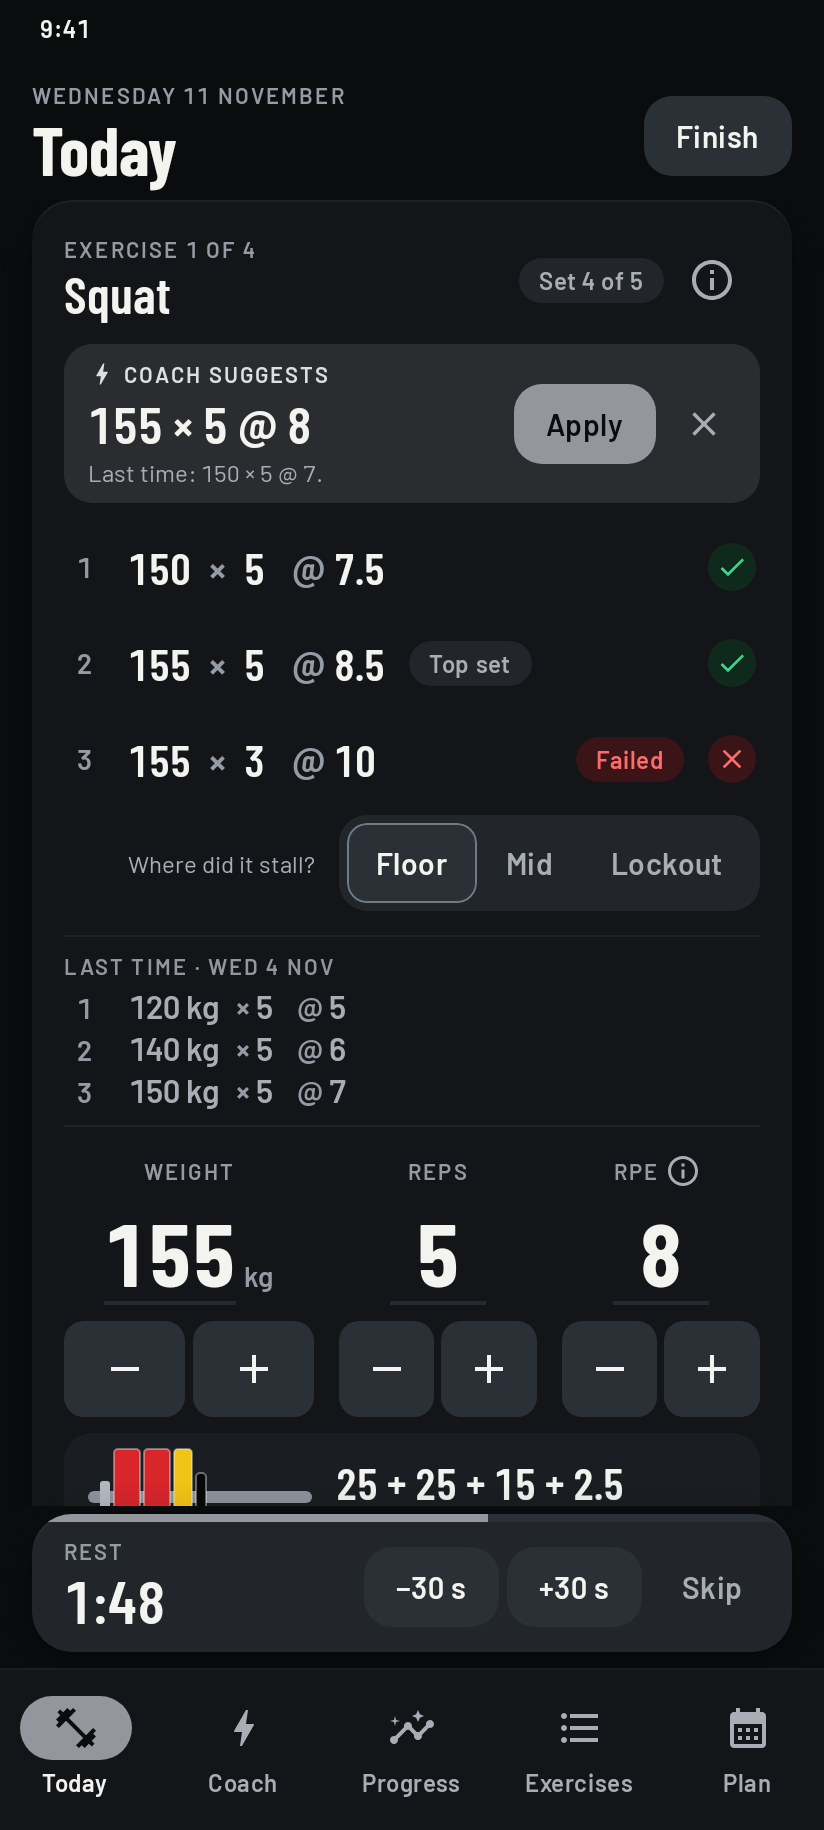 9:41
WEDNESDAY 11 NOVEMBER
Today
Finish
EXERCISE 1 OF 4
Squat
Set 4 of 5
COACH SUGGESTS
155 × 5 @ 8
Last time: 150 × 5 @ 7.
Apply
1 150 × 5 @ 7.5
2 155 × 5 @ 8.5 Top set
3 155 × 3 @ 10 Failed
Where did it stall? Floor Mid Lockout
LAST TIME · WED 4 NOV
1 120 kg × 5 @ 5
2 140 kg × 5 @ 6
3 150 kg × 5 @ 7
WEIGHT REPS RPE
155 kg 5 8
25 + 25 + 15 + 2.5
REST
1:48
−30 s +30 s Skip
Today Coach Progress Exercises Plan